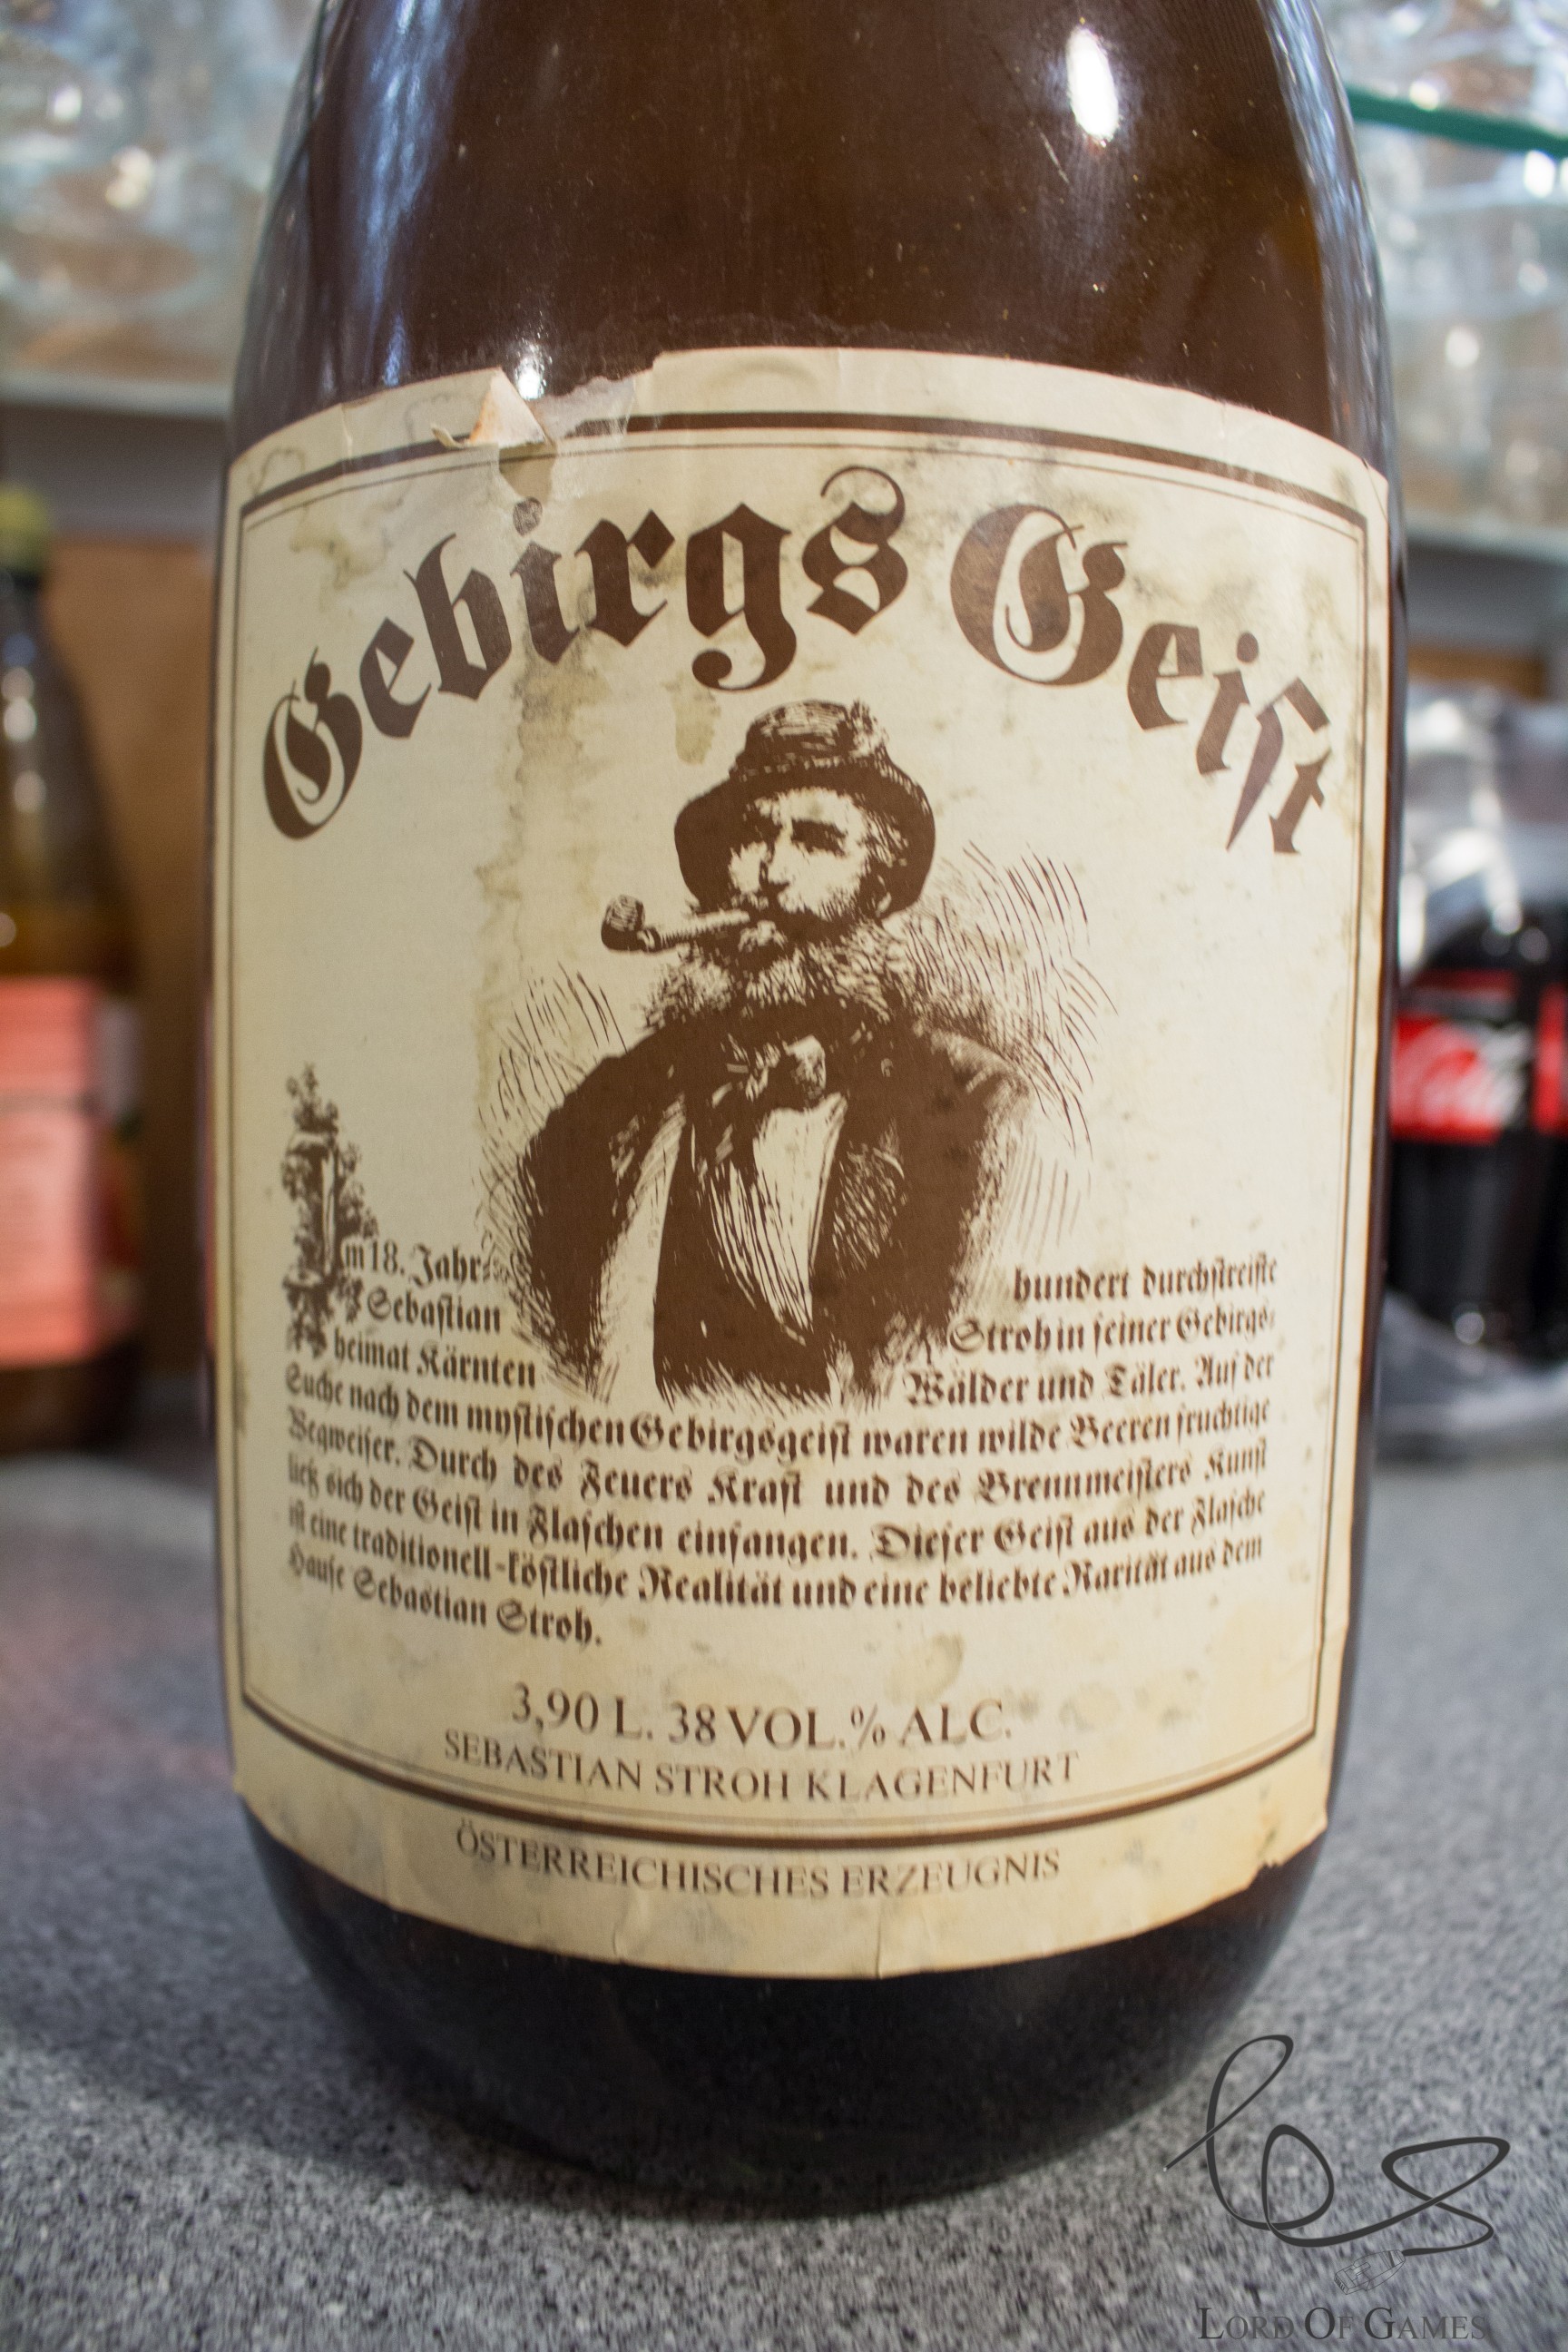 Gebirgs Geist
Im 18. Jahr- hundert durchstreifte
Sebastian Stroh in seiner Gebirgs-
heimat Kärnten Wälder und Täler. Auf der
Suche nach dem mystischen Gebirgsgeist waren wilde Beeren fruchtige
Wegweiser. Durch des Feuers Kraft und des Brennmeisters Kunst
ließ sich der Geist in Flaschen einfangen. Dieser Geist aus der Flasche
ist eine traditionell-köstliche Realität und eine beliebte Rarität aus dem
Hause Sebastian Stroh.
3,90 L. 38 VOL.% ALC.
SEBASTIAN STROH KLAGENFURT
ÖSTERREICHISCHES ERZEUGNIS
LORD OF GAMES